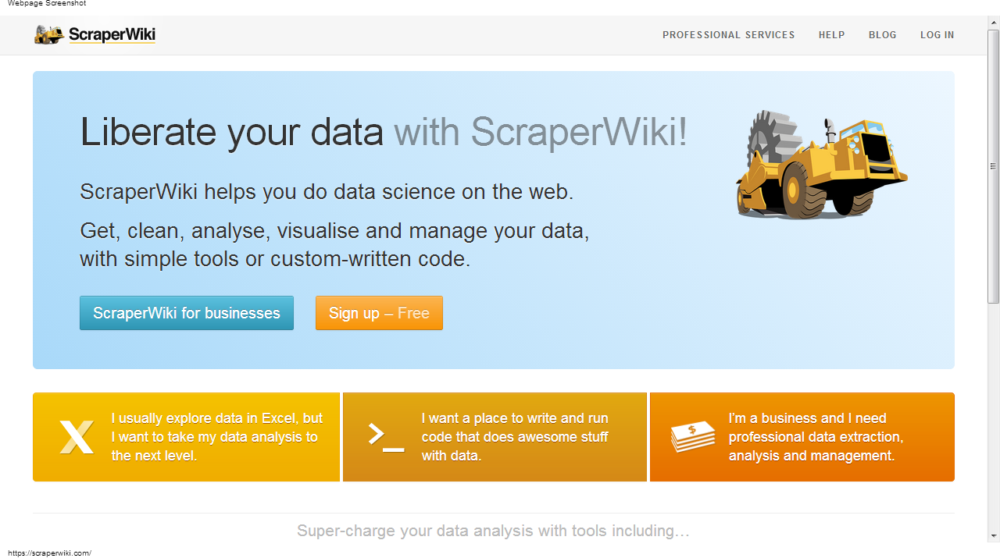 Webpage Screenshot
ScraperWiki
PROFESSIONAL SERVICES HELP BLOG LOG IN
Liberate your data with ScraperWiki!
ScraperWiki helps you do data science on the web.
Get, clean, analyse, visualise and manage your data,
with simple tools or custom-written code.
ScraperWiki for businesses
Sign up – Free
I usually explore data in Excel, but
I want to take my data analysis to
the next level.
I want a place to write and run
code that does awesome stuff
with data.
I'm a business and I need
professional data extraction,
analysis and management.
Super-charge your data analysis with tools including…
https://scraperwiki.com/